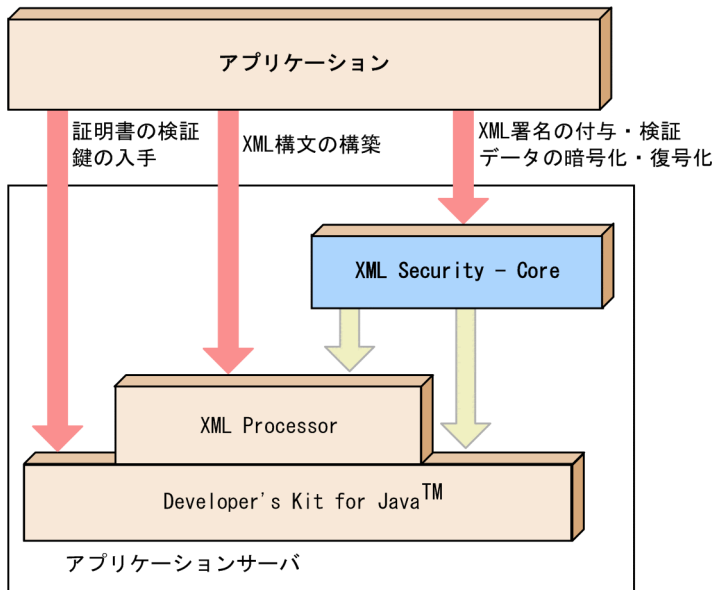 アプリケーション
証明書の検証
鍵の入手
XML構文の構築
XML署名の付与・検証
データの暗号化・復号化
XML Security － Core
XML Processor
Developer's Kit for Java™
アプリケーションサーバ